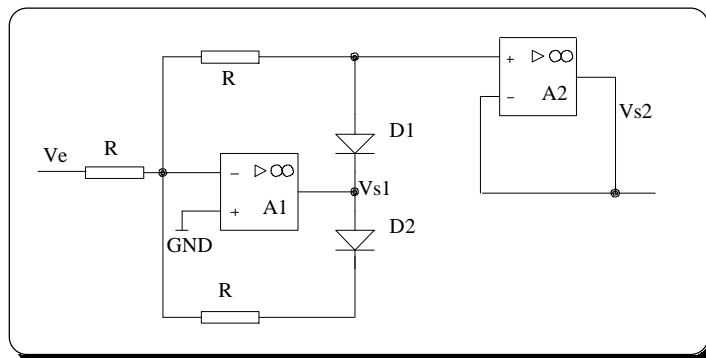 + ▷ ∞
R
-
A2
Vs2
D1
Ve
R
- ▷ ∞
Vs1
+
A1
GND
D2
R